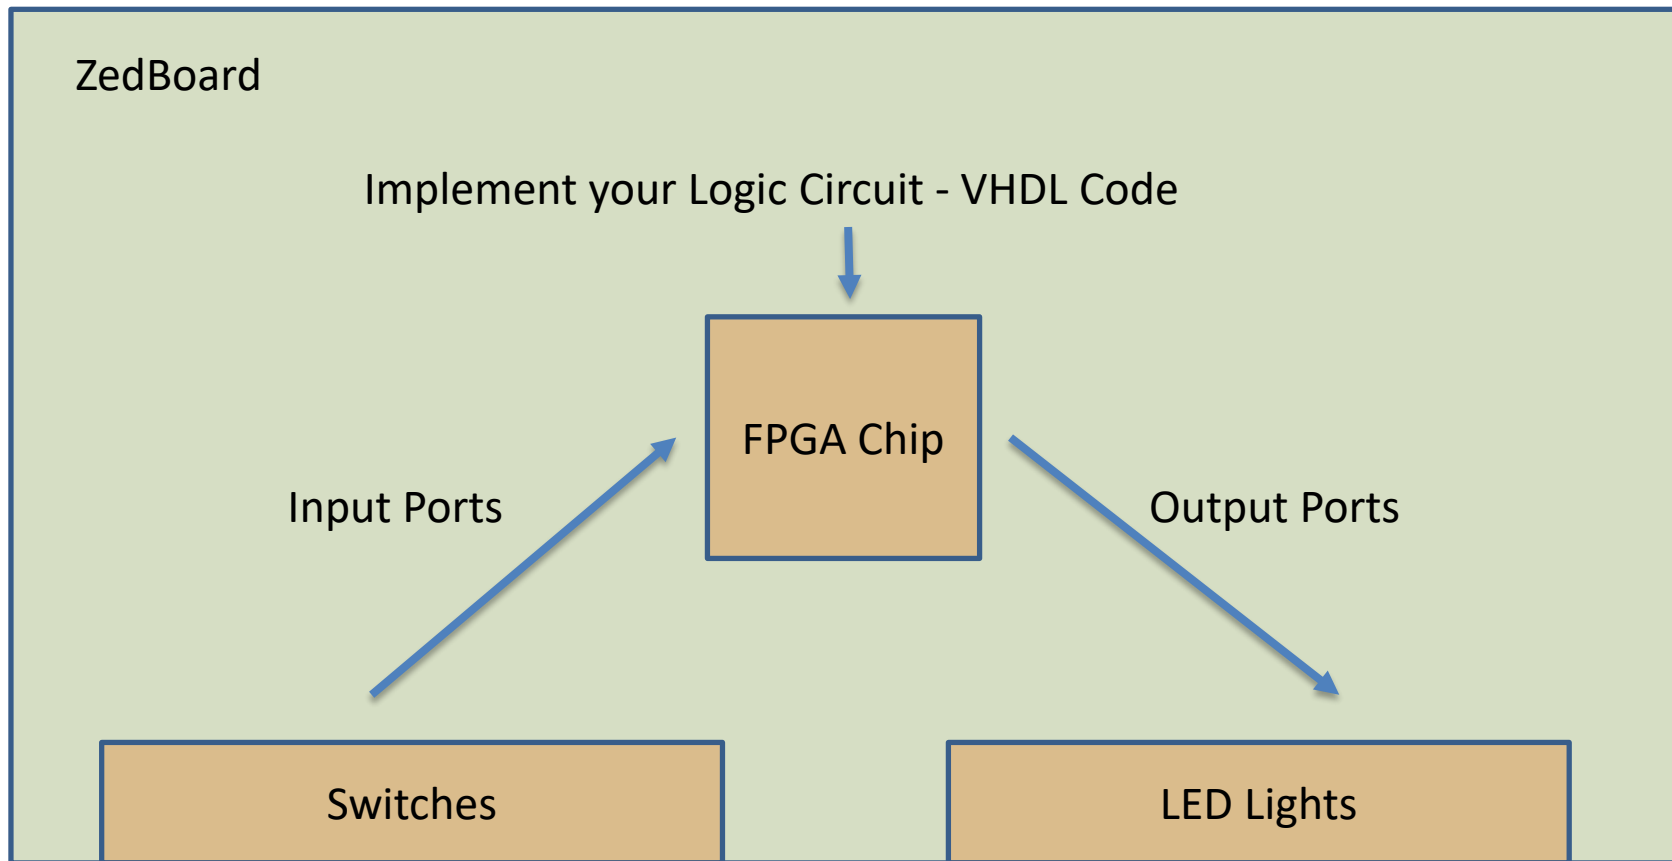 ZedBoard
Implement your Logic Circuit - VHDL Code
FPGA Chip
Input Ports
Output Ports
Switches
LED Lights